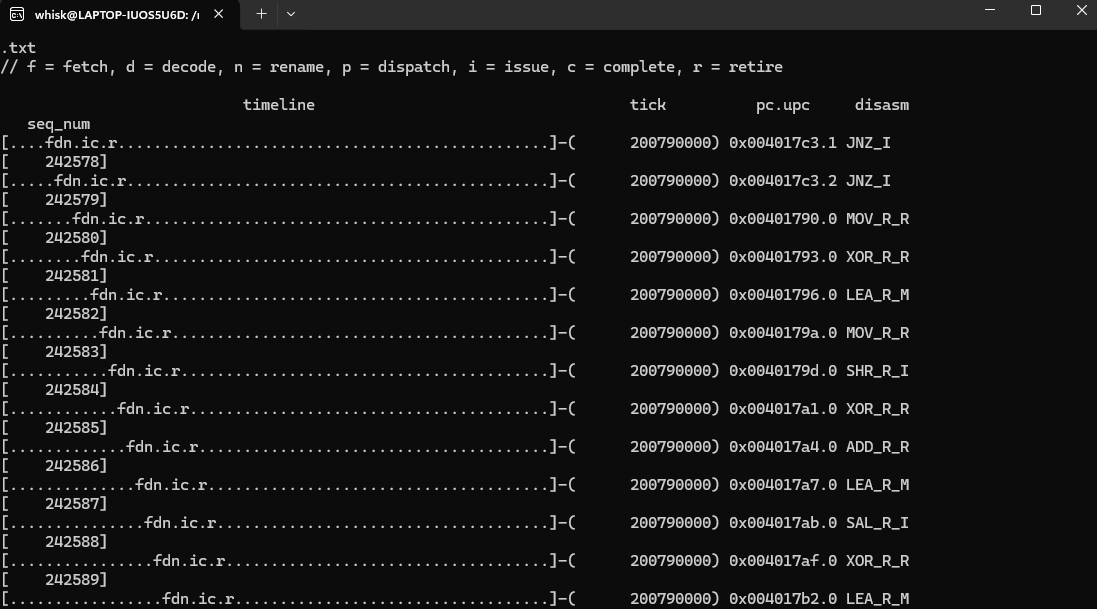 whisk@LAPTOP-IUOS5U6D: /r
.txt
// f = fetch, d = decode, n = rename, p = dispatch, i = issue, c = complete, r = retire
timeline tick pc.upc disasm
seq_num
[....fdn.ic.r................................................]-( 200790000) 0x004017c3.1 JNZ_I
[ 242578]
[.....fdn.ic.r...............................................]-( 200790000) 0x004017c3.2 JNZ_I
[ 242579]
[.......fdn.ic.r.............................................]-( 200790000) 0x00401790.0 MOV_R_R
[ 242580]
[........fdn.ic.r............................................]-( 200790000) 0x00401793.0 XOR_R_R
[ 242581]
[.........fdn.ic.r...........................................]-( 200790000) 0x00401796.0 LEA_R_M
[ 242582]
[..........fdn.ic.r..........................................]-( 200790000) 0x0040179a.0 MOV_R_R
[ 242583]
[...........fdn.ic.r.........................................]-( 200790000) 0x0040179d.0 SHR_R_I
[ 242584]
[............fdn.ic.r........................................]-( 200790000) 0x004017a1.0 XOR_R_R
[ 242585]
[.............fdn.ic.r.......................................]-( 200790000) 0x004017a4.0 ADD_R_R
[ 242586]
[..............fdn.ic.r......................................]-( 200790000) 0x004017a7.0 LEA_R_M
[ 242587]
[...............fdn.ic.r.....................................]-( 200790000) 0x004017ab.0 SAL_R_I
[ 242588]
[................fdn.ic.r....................................]-( 200790000) 0x004017af.0 XOR_R_R
[ 242589]
[.................fdn.ic.r...................................]-( 200790000) 0x004017b2.0 LEA_R_M